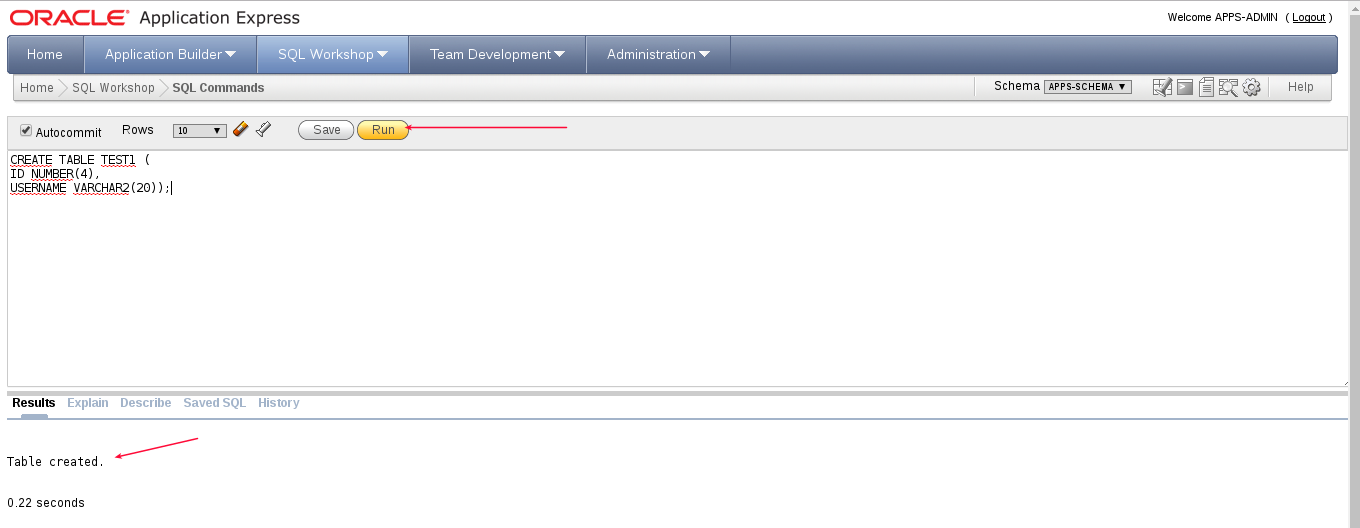 ORACLE® Application Express
Welcome APPS-ADMIN ( Logout )
Home Application Builder SQL Workshop Team Development Administration
Home SQL Workshop SQL Commands Schema APPS-SCHEMA Help
Autocommit Rows 10 Save Run
CREATE TABLE TEST1 (
ID NUMBER(4),
USERNAME VARCHAR2(20));
Results Explain Describe Saved SQL History
Table created.
0.22 seconds